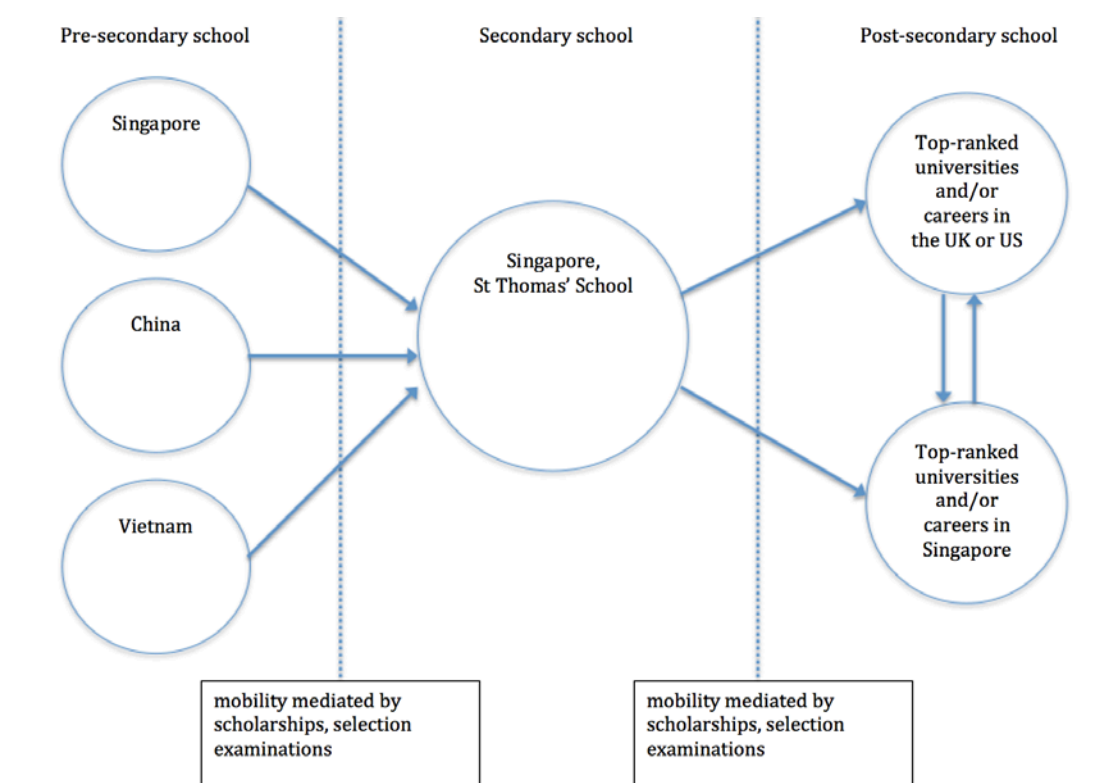 Pre-secondary school
Secondary school
Post-secondary school
Singapore
China
Vietnam
Singapore,
St Thomas' School
Top-ranked
universities
and/or
careers in
the UK or US
Top-ranked
universities
and/or
careers in
Singapore
mobility mediated by
scholarships, selection
examinations
mobility mediated by
scholarships, selection
examinations